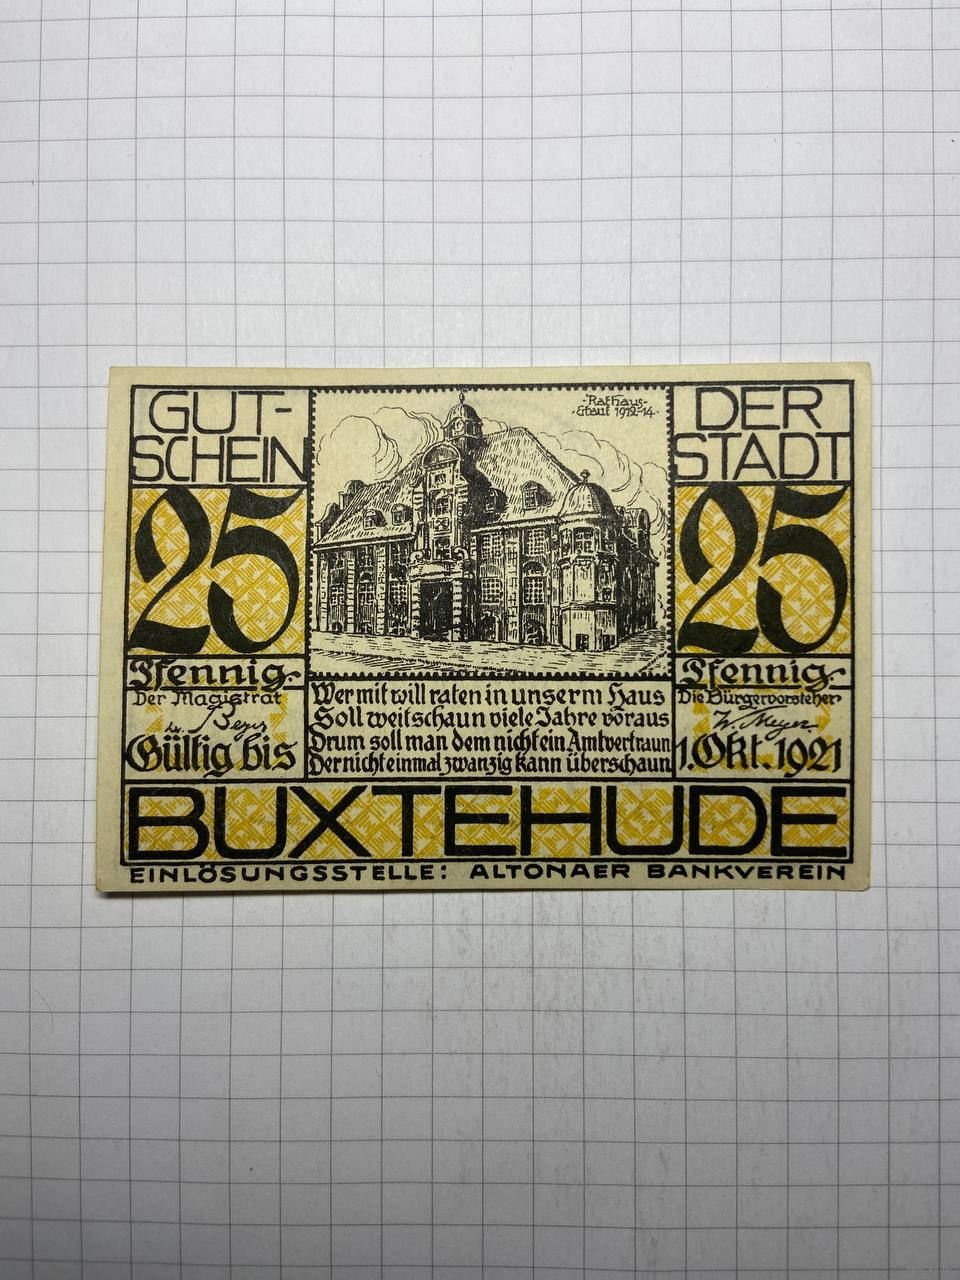 GUT-
SCHEIN
25
Pfennig.
Der Magistrat
Gültig bis
-Rathaus-
Erbaut 1912-14.
Wer mit will raten in unserm Haus
Soll weitschaun viele Jahre voraus
Drum soll man dem nicht ein Amt vertraun
Der nicht einmal zwanzig kann überschaun
DER
STADT
25
Pfennig.
Die Bürgervorsteher
W. Meyer
1. Okt. 1921
BUXTEHUDE
EINLÖSUNGSSTELLE: ALTONAER BANKVEREIN